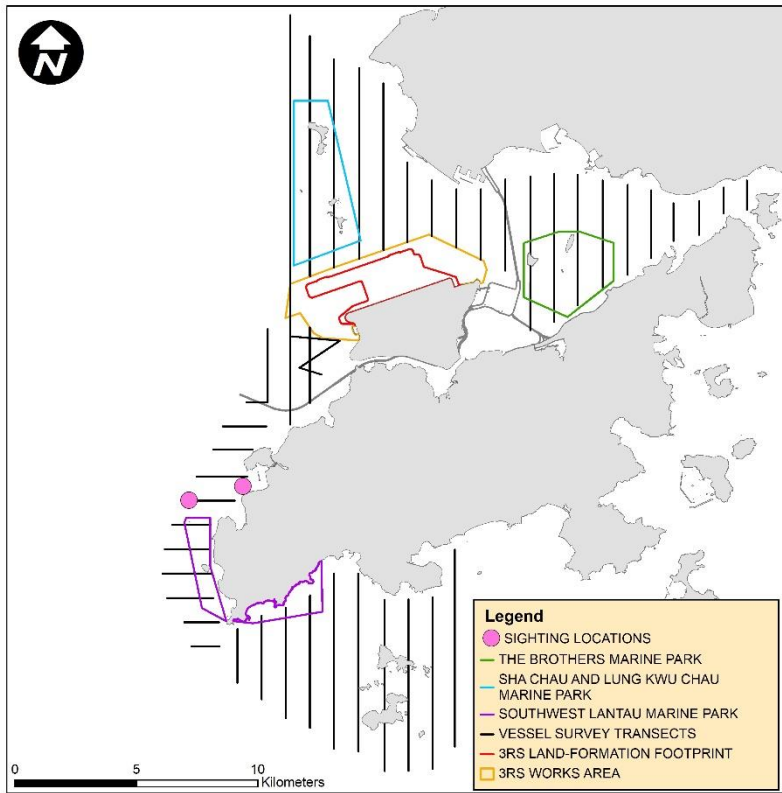 N
Legend
SIGHTING LOCATIONS
THE BROTHERS MARINE PARK
SHA CHAU AND LUNG KWU CHAU
MARINE PARK
SOUTHWEST LANTAU MARINE PARK
VESSEL SURVEY TRANSECTS
3RS LAND-FORMATION FOOTPRINT
3RS WORKS AREA
0 5 10
Kilometers